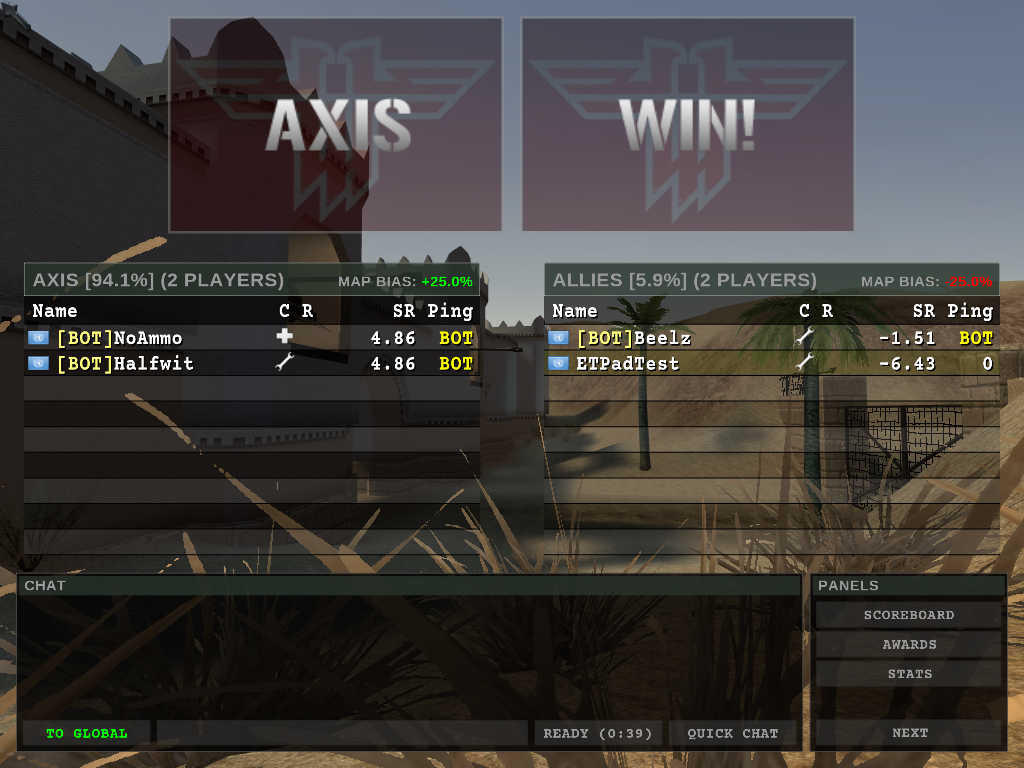 AXIS WIN!
AXIS [94.1%] (2 PLAYERS) MAP BIAS: +25.0%
Name C R SR Ping
[BOT]NoAmmo 4.86 BOT
[BOT]Halfwit 4.86 BOT
ALLIES [5.9%] (2 PLAYERS) MAP BIAS: -25.0%
Name C R SR Ping
[BOT]Beelz -1.51 BOT
ETPadTest -6.43 0
CHAT
TO GLOBAL READY (0:39) QUICK CHAT
PANELS
SCOREBOARD
AWARDS
STATS
NEXT